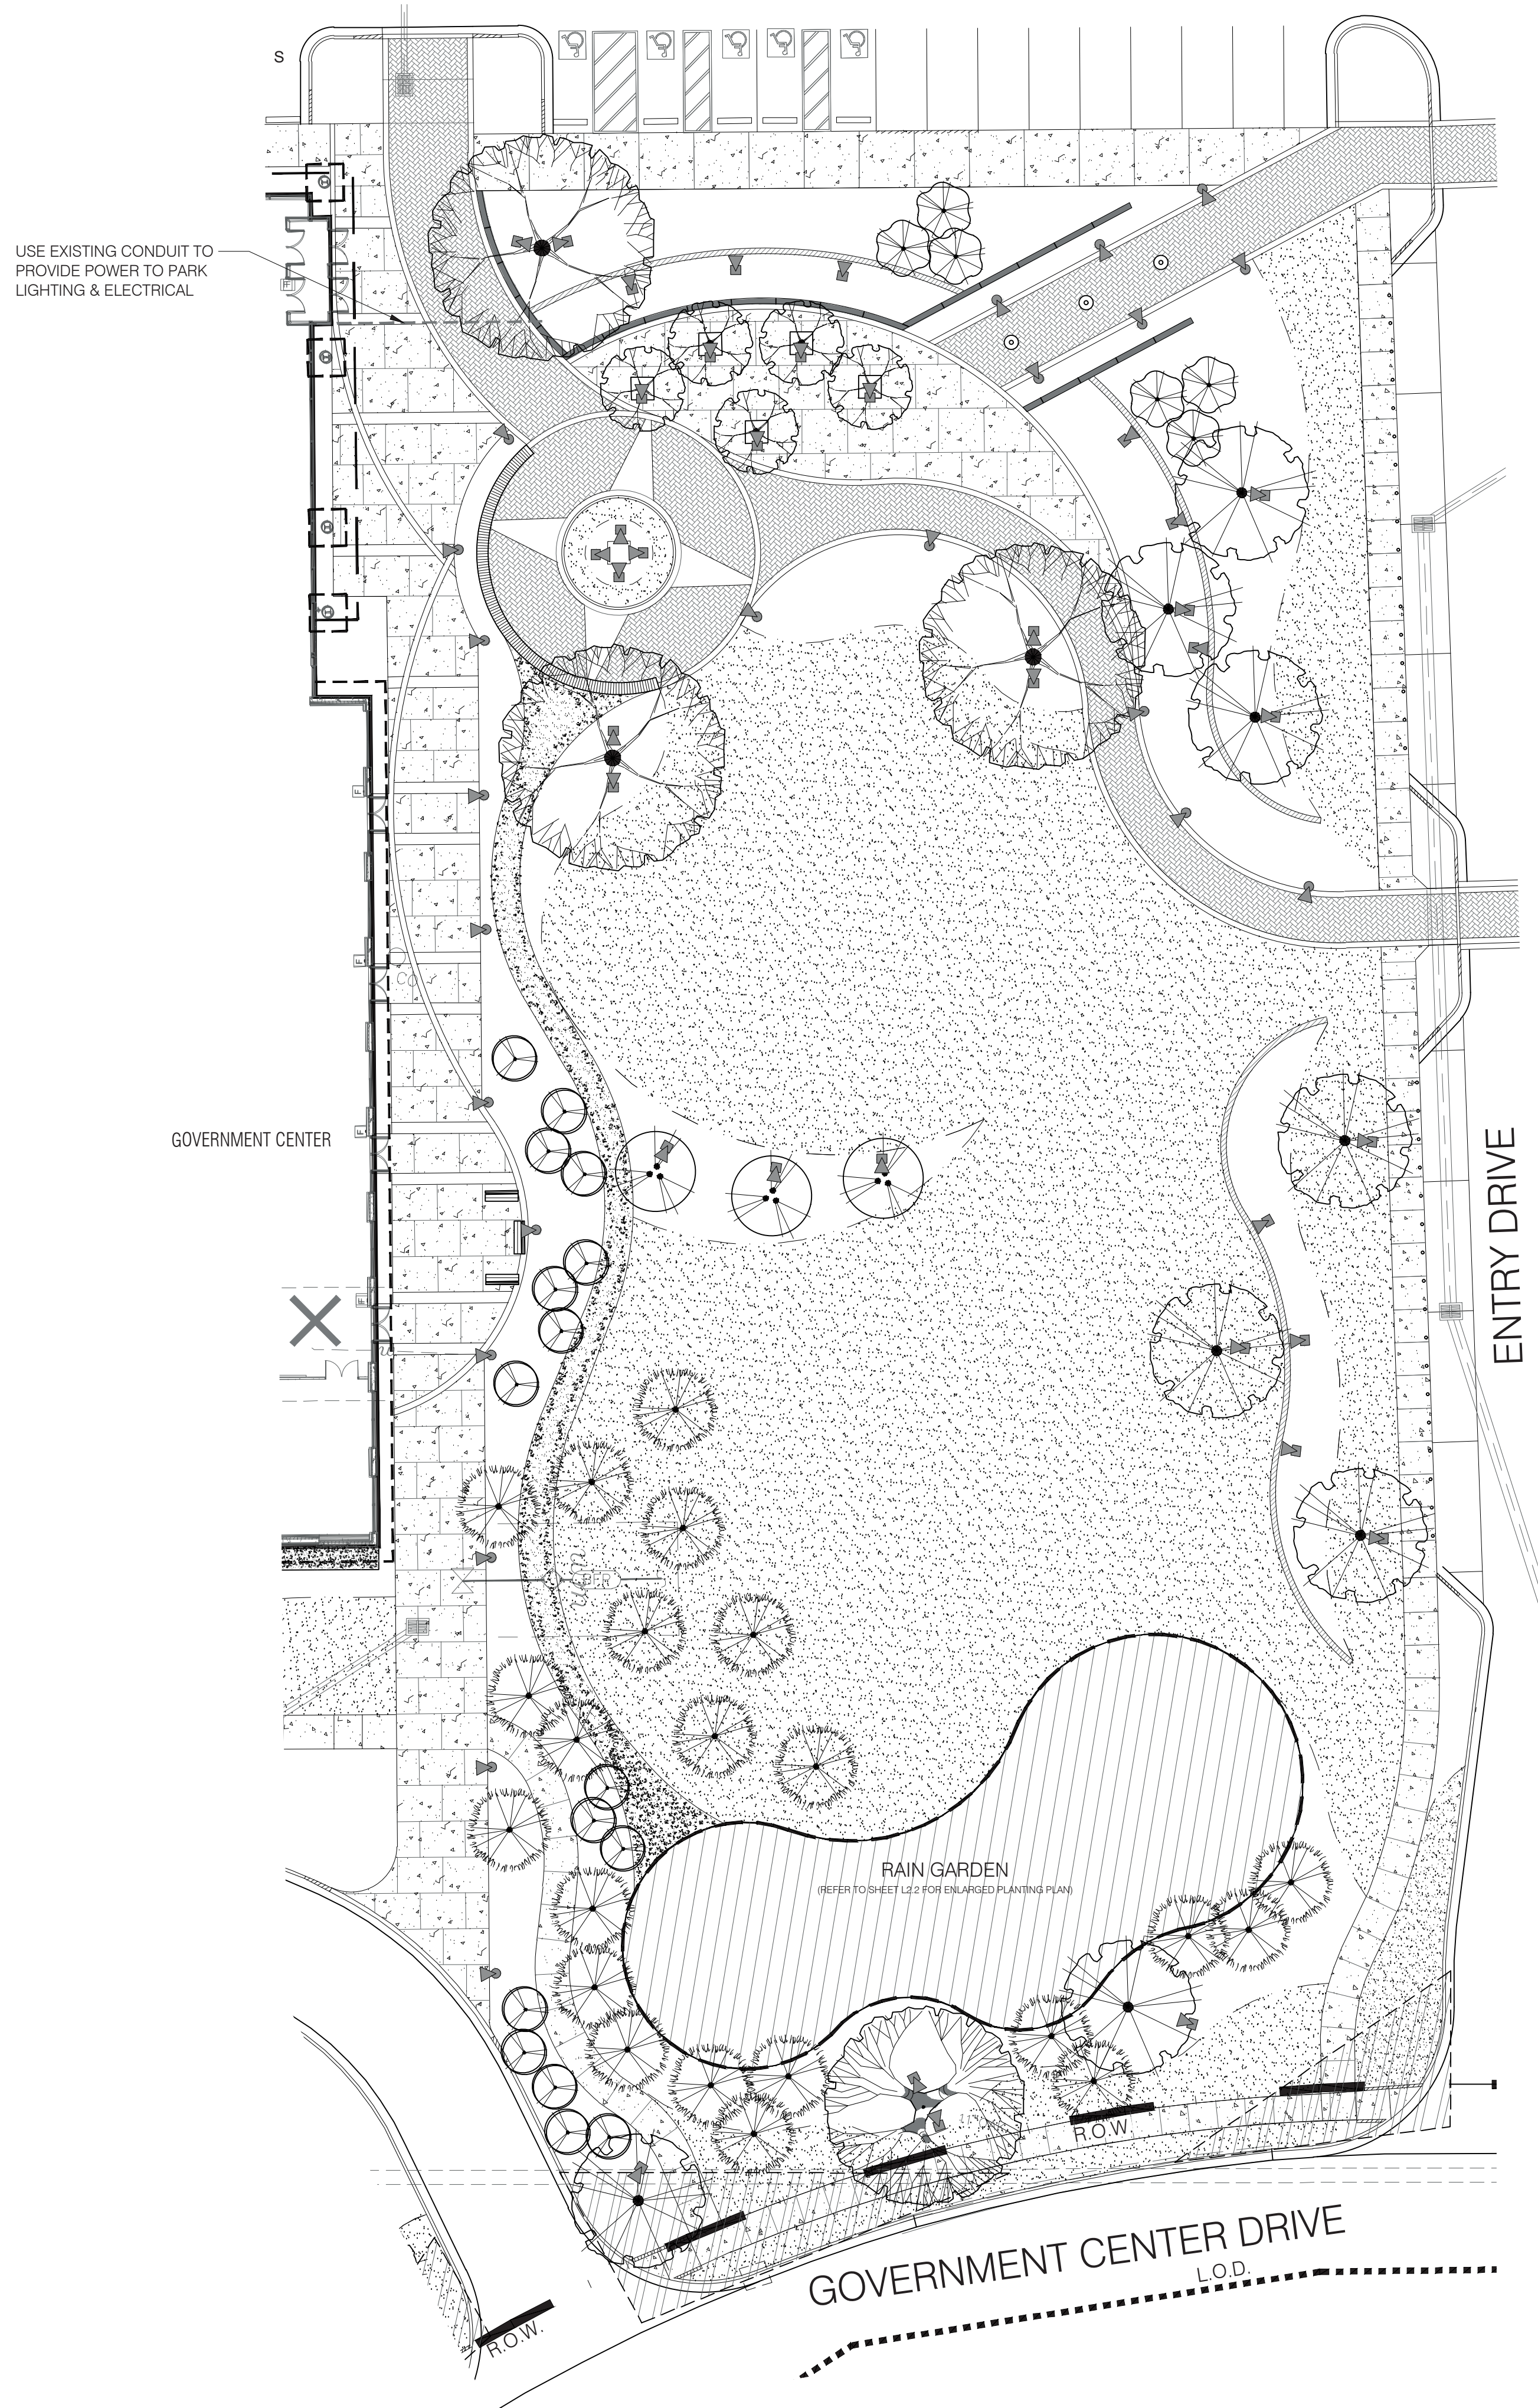 S
USE EXISTING CONDUIT TO
PROVIDE POWER TO PARK
LIGHTING & ELECTRICAL
F
F
F
CO
GOVERNMENT CENTER
F
F
ENTRY DRIVE
RAIN GARDEN
(REFER TO SHEET L2.2 FOR ENLARGED PLANTING PLAN)
R.O.W.
GOVERNMENT CENTER DRIVE
L.O.D.
R.O.W.